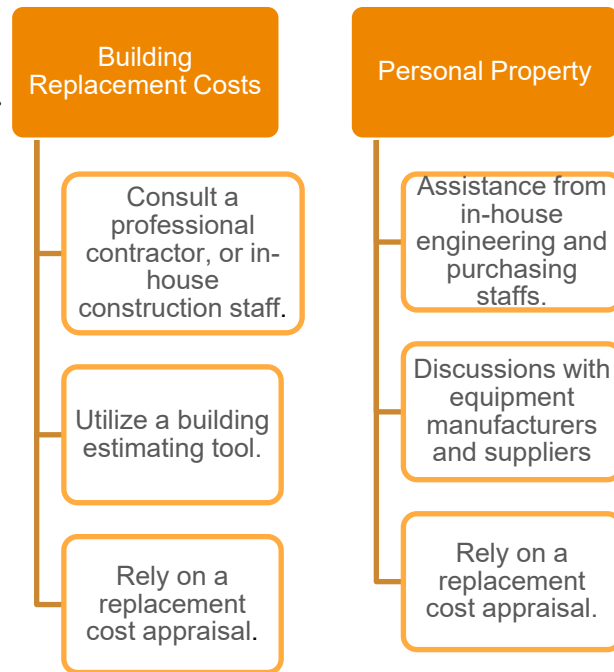 Building
Replacement Costs
Consult a
professional
contractor, or in-
house
construction staff.
Utilize a building
estimating tool.
Rely on a
replacement
cost appraisal.
Personal Property
Assistance from
in-house
engineering and
purchasing
staffs.
Discussions with
equipment
manufacturers
and suppliers
Rely on a
replacement
cost appraisal.